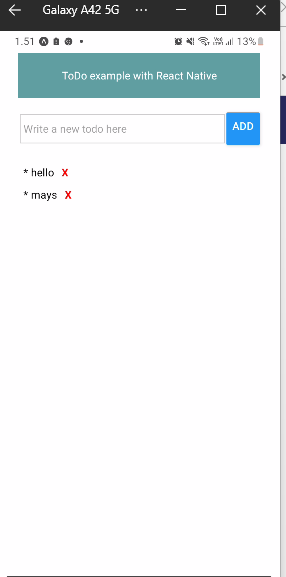 Galaxy A42 5G
1.51 13%
ToDo example with React Native
Write a new todo here
ADD
* hello X
* mays X